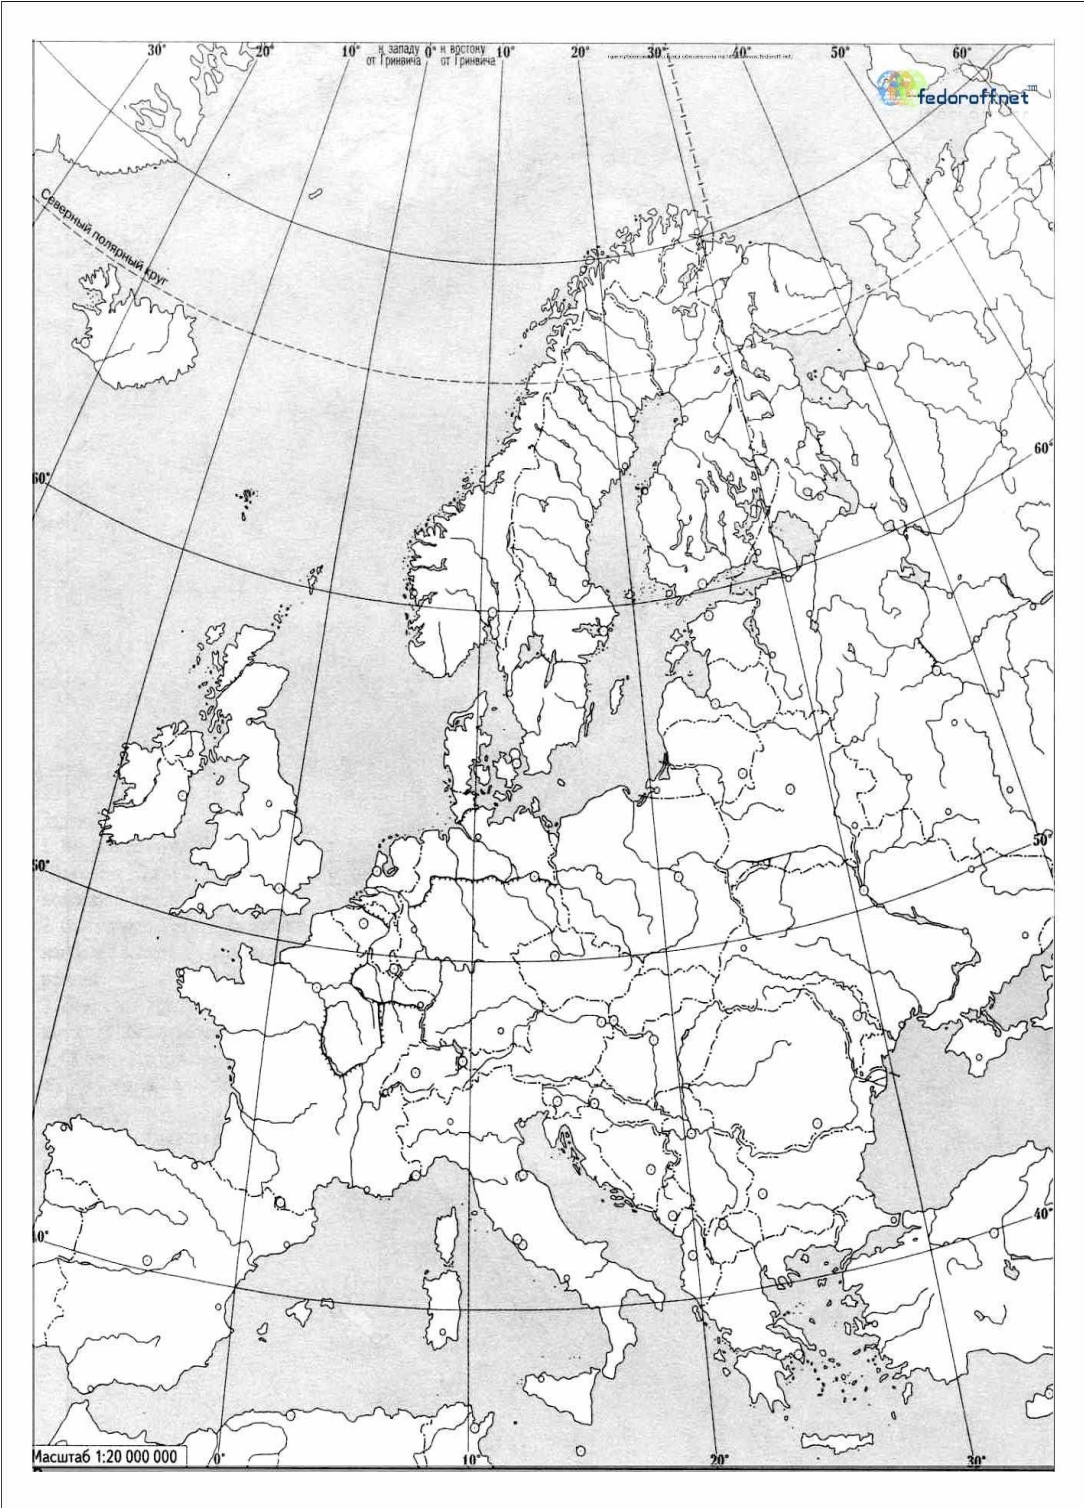 30° 20° 10° к западу 0° к востоку 10° 20° 30° 40° 50° 60°
от Гринвича от Гринвича
fedoroff.net
Северный полярный круг
60° 60°
50° 50°
40° 40°
Масштаб 1:20 000 000
0° 10° 20° 30°